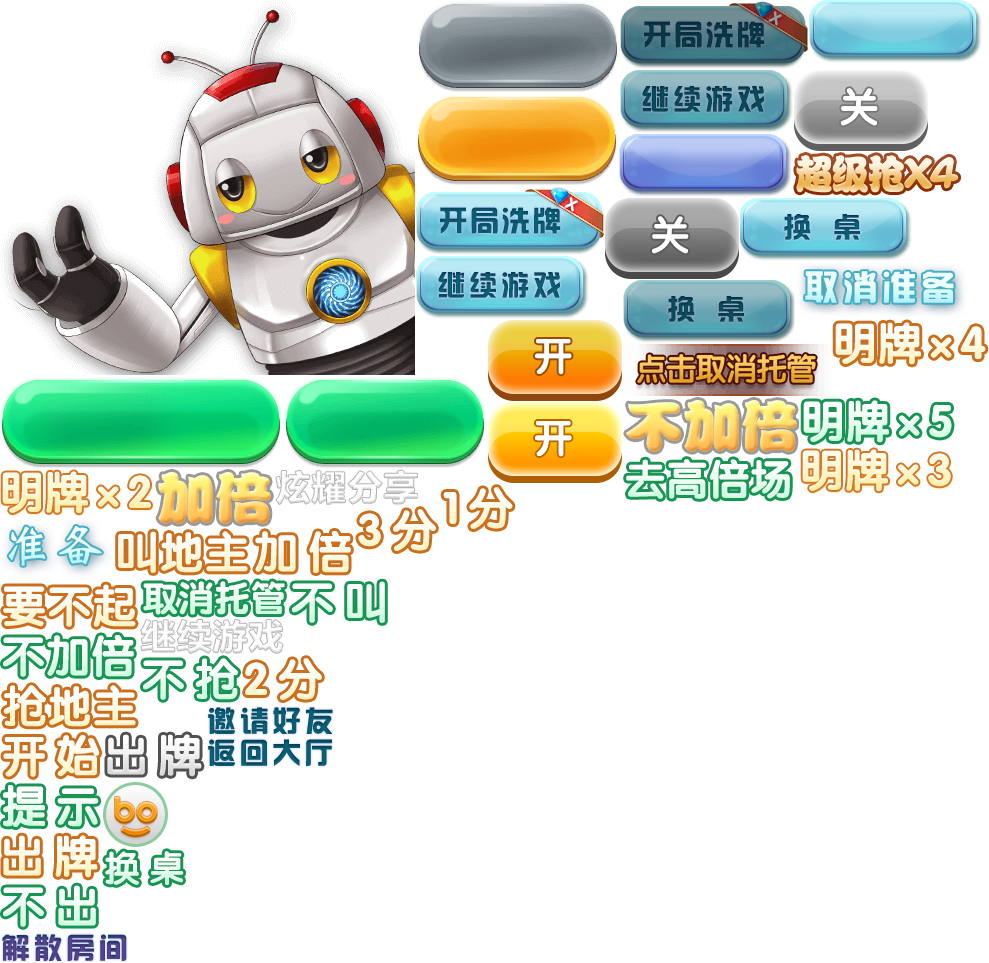 开局洗牌
X
继续游戏
关
超级抢X4
开局洗牌
X
关
换 桌
继续游戏
取消准备
换 桌
明牌×4
开
点击取消托管
不加倍
明牌×5
开
去高倍场
明牌×3
明牌×2
加倍
炫耀分享
1分
3分
准备
叫地主
加倍
要不起
取消托管
不叫
继续游戏
不加倍
不抢
2分
抢地主
邀请好友
开始
出牌
返回大厅
提示
bo
出牌
换桌
不出
解散房间